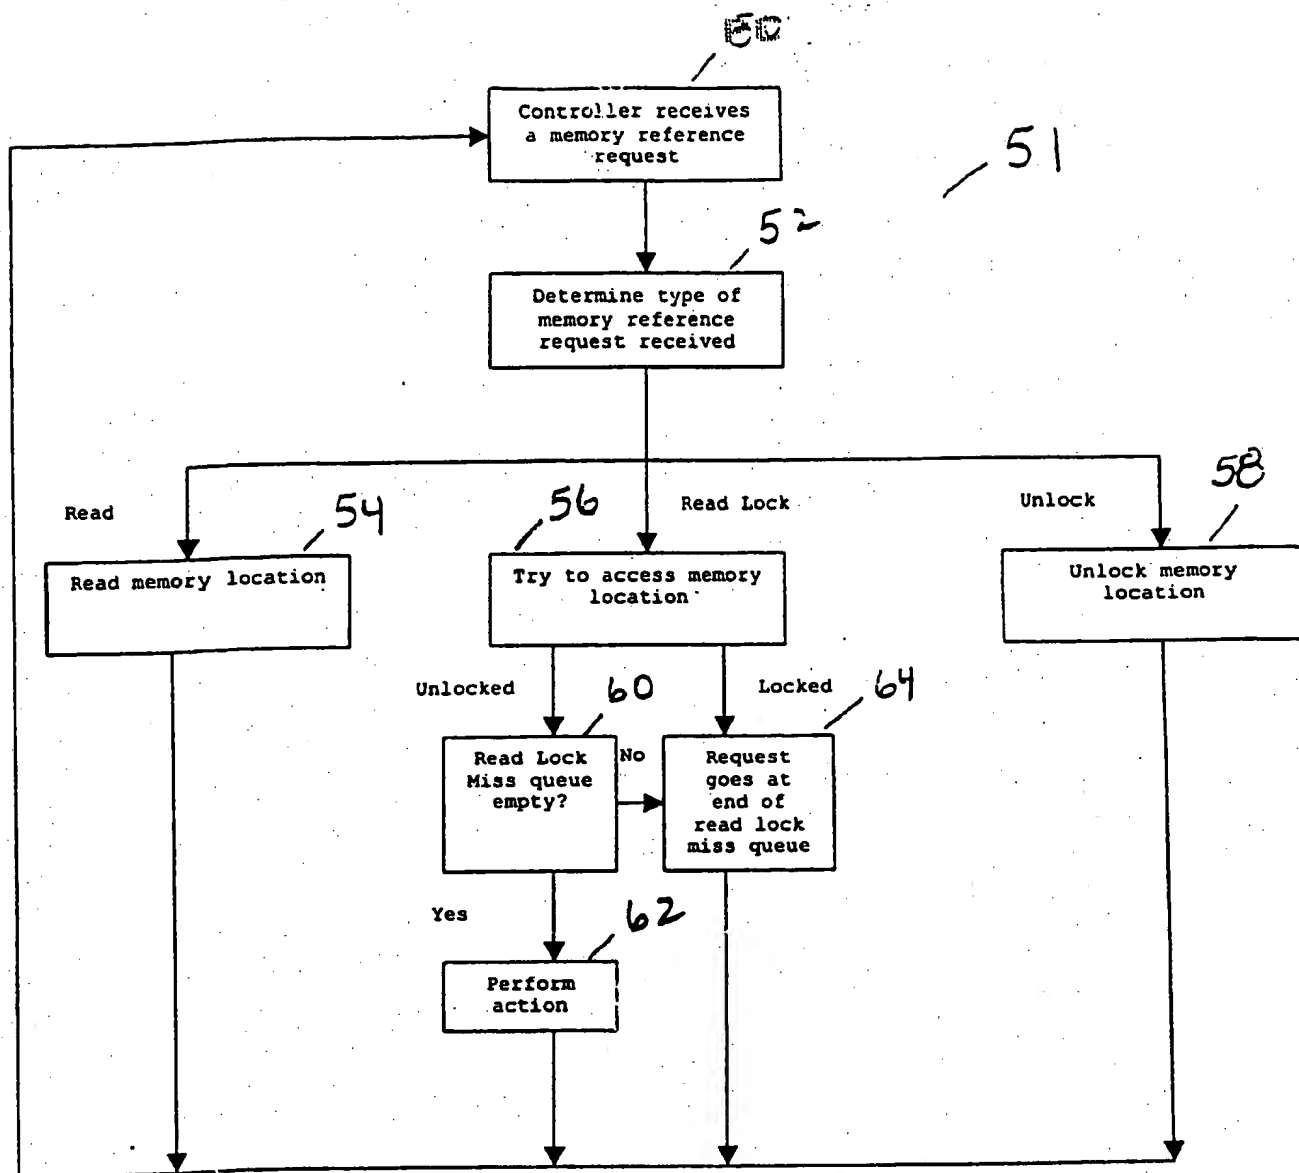 Controller receives
a memory reference
request
51
52
Determine type of
memory reference
request received
Read
54
56
Read Lock
Unlock
58
Read memory location
Try to access memory
location
Unlock memory
location
Unlocked
60
Locked
64
Read Lock
Miss queue
empty?
No
Request
goes at
end of
read lock
miss queue
Yes
62
Perform
action